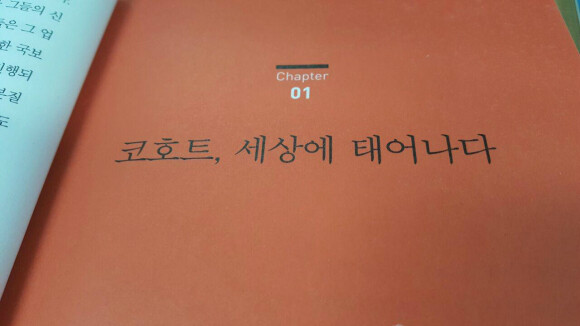 그들의 신
은 그 업
한 국보
행되
본질
도
Chapter
01
코호트, 세상에 태어나다